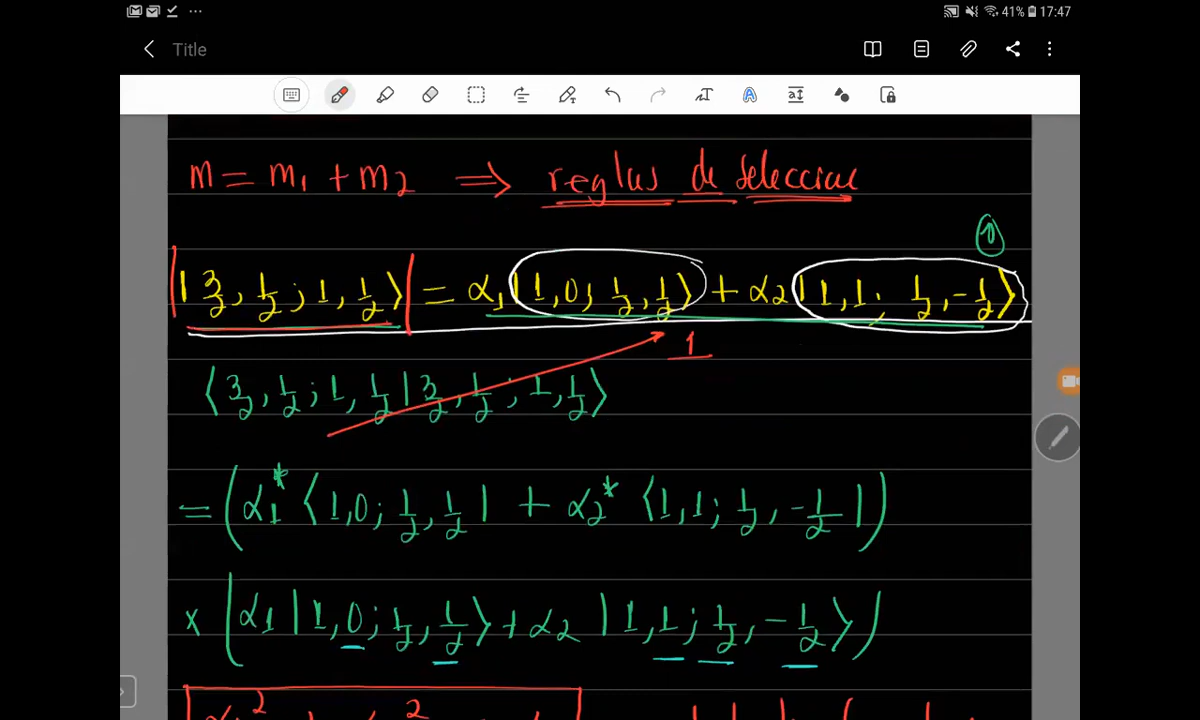 41% 17:47
Title
m = m₁ + m₂ ⟹ reglas de selección
|3/2, 1/2; 1, 1/2⟩ = α₁|1,0; 1/2, 1/2⟩ + α₂|1,1; 1/2, -1/2⟩
1
⟨3/2, 1/2; 1, 1/2|3/2, 1/2; 1, 1/2⟩
= (α₁* ⟨1,0; 1/2, 1/2| + α₂* ⟨1,1; 1/2, -1/2|)
x (α₁ |1,0; 1/2, 1/2⟩ + α₂ |1,1; 1/2, -1/2⟩)